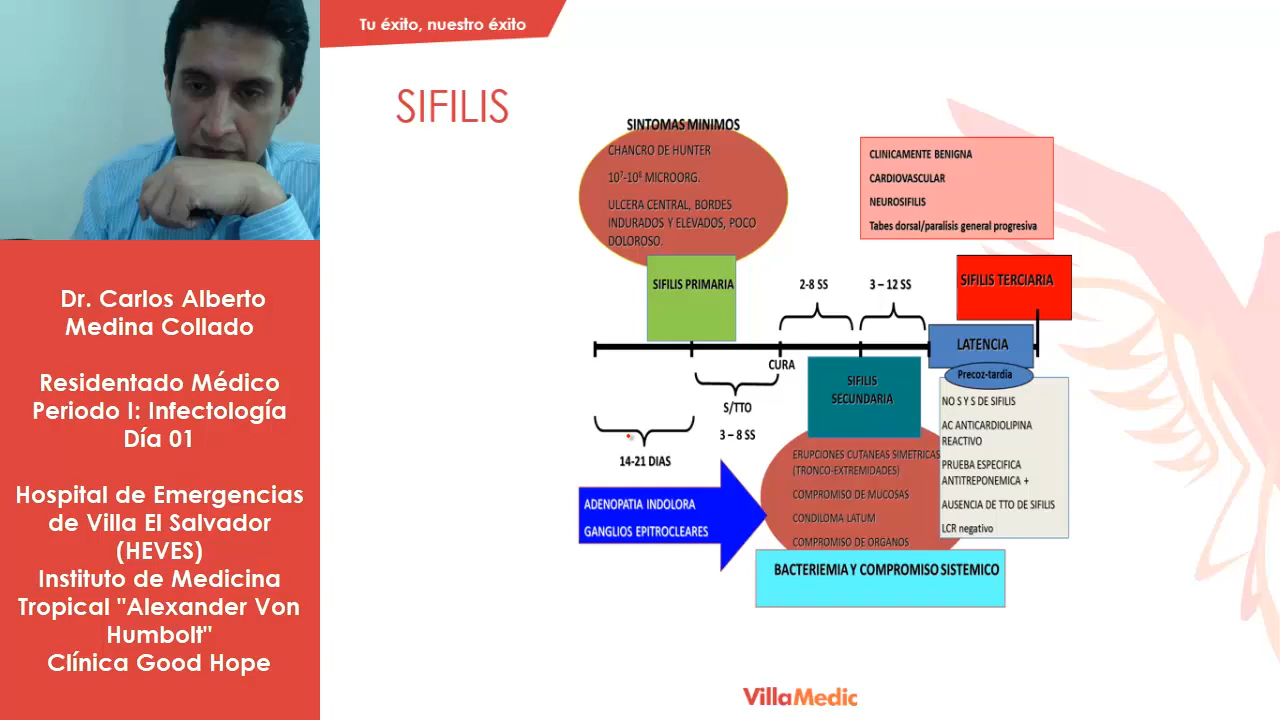 Tu éxito, nuestro éxito
SIFILIS
SINTOMAS MINIMOS
CHANCRO DE HUNTER
10⁷-10⁸ MICROORG.
ULCERA CENTRAL, BORDES
INDURADOS Y ELEVADOS, POCO
DOLOROSO.
CLINICAMENTE BENIGNA
CARDIOVASCULAR
NEUROSIFILIS
Tabes dorsal/paralisis general progresiva
SIFILIS PRIMARIA
2-8 SS
3 – 12 SS
SIFILIS TERCIARIA
LATENCIA
Precoz-tardia
CURA
SIFILIS
SECUNDARIA
S/TTO
3 – 8 SS
14-21 DIAS
NO S Y S DE SIFILIS
AC ANTICARDIOLIPINA
REACTIVO
PRUEBA ESPECIFICA
ANTITREPONEMICA +
AUSENCIA DE TTO DE SIFILIS
LCR negativo
ADENOPATIA INDOLORA
GANGLIOS EPITROCLEARES
ERUPCIONES CUTANEAS SIMETRICAS
(TRONCO-EXTREMIDADES)
COMPROMISO DE MUCOSAS
CONDILOMA LATUM
COMPROMISO DE ORGANOS
BACTERIEMIA Y COMPROMISO SISTEMICO
Dr. Carlos Alberto
Medina Collado
Residentado Médico
Periodo I: Infectología
Día 01
Hospital de Emergencias
de Villa El Salvador
(HEVES)
Instituto de Medicina
Tropical "Alexander Von
Humbolt"
Clínica Good Hope
VillaMedic